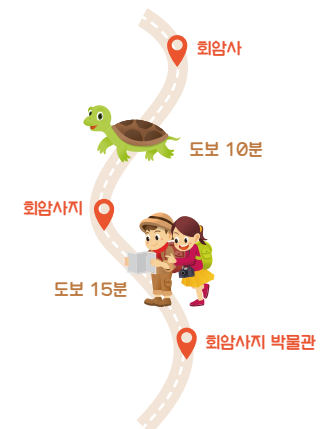 회암사
도보 10분
회암사지
도보 15분
회암사지 박물관